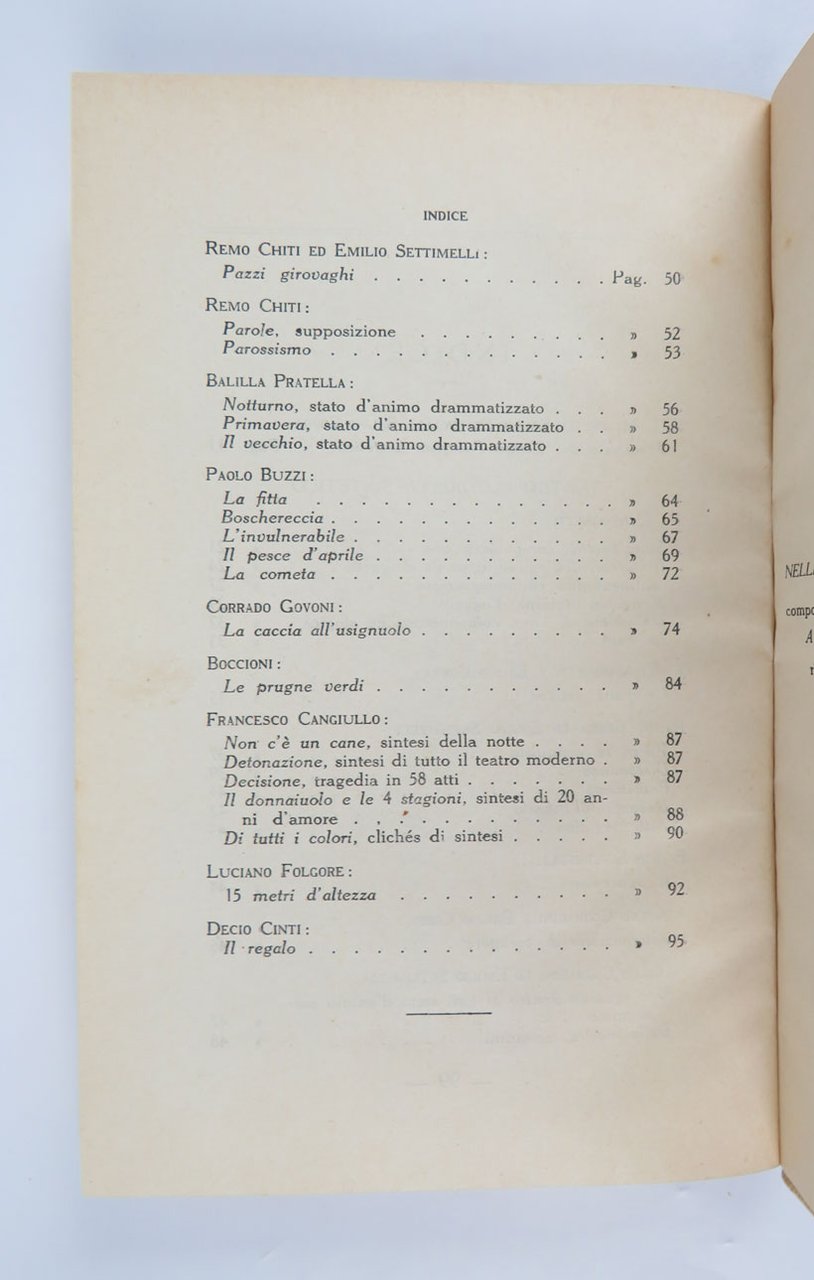 INDICE
Remo Chiti ed Emilio Settimelli :
Pazzi girovaghi . . . . . . . . . . . Pag. 50
Remo Chiti :
Parole, supposizione . . . . . . . . . » 52
Parossismo . . . . . . . . . . . . . » 53
Balilla Pratella :
Notturno, stato d'animo drammatizzato . . . » 56
Primavera, stato d'animo drammatizzato . . » 58
Il vecchio, stato d'animo drammatizzato . . . » 61
Paolo Buzzi :
La fitta . . . . . . . . . . . . . . » 64
Boschereccia . . . . . . . . . . . . . » 65
L'invulnerabile . . . . . . . . . . . . » 67
Il pesce d'aprile . . . . . . . . . . . » 69
La cometa . . . . . . . . . . . . . » 72
Corrado Govoni :
La caccia all'usignuolo . . . . . . . . . » 74
Boccioni :
Le prugne verdi . . . . . . . . . . . » 84
Francesco Cangiullo :
Non c'è un cane, sintesi della notte . . . . » 87
Detonazione, sintesi di tutto il teatro moderno . » 87
Decisione, tragedia in 58 atti . . . . . . . » 87
Il donnaiuolo e le 4 stagioni, sintesi di 20 an-
ni d'amore . , . . . . . . . . . . » 88
Di tutti i colori, clichés di sintesi . . . . . » 90
Luciano Folgore :
15 metri d'altezza . . . . . . . . . . » 92
Decio Cinti :
Il regalo . . . . . . . . . . . . . . » 95